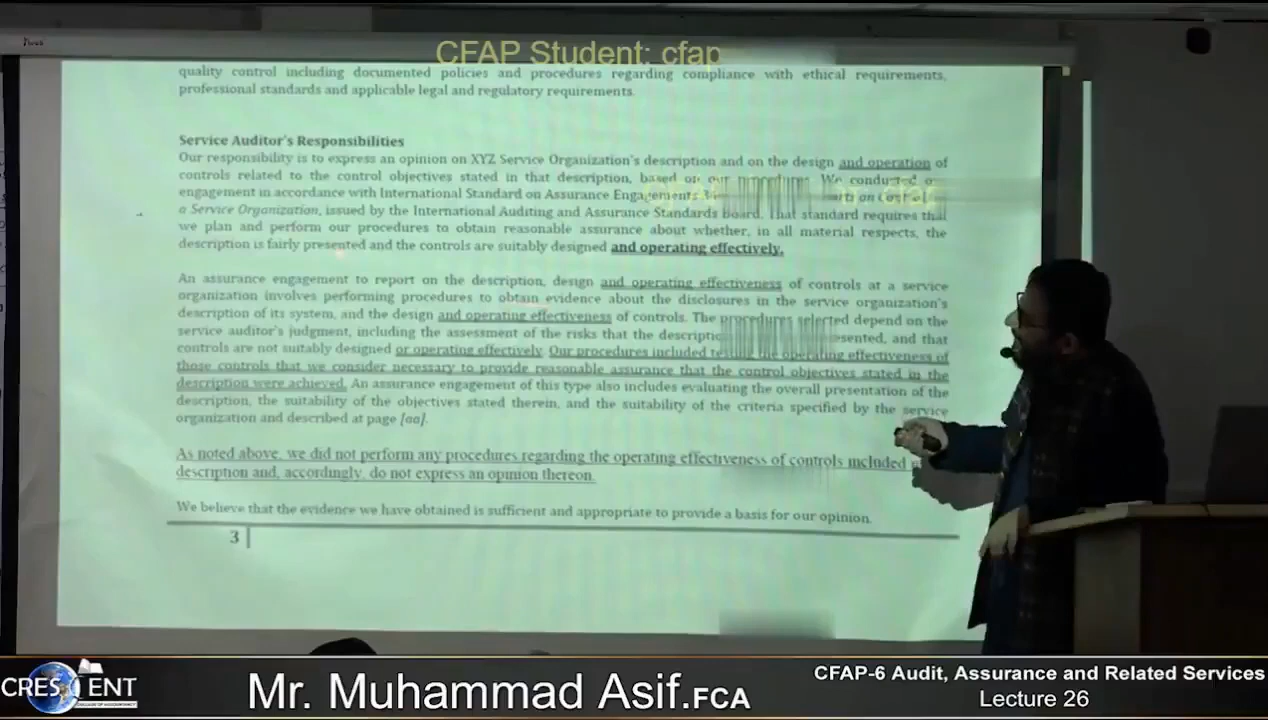 CFAP Student: cfap
quality control including documented policies and procedures regarding compliance with ethical requirements,
professional standards and applicable legal and regulatory requirements.
Service Auditor's Responsibilities
Our responsibility is to express an opinion on XYZ Service Organization's description and on the design and operation of
controls related to the control objectives stated in that description, based on our procedures. We conducted
engagement in accordance with International Standard on Assurance Engagements
a Service Organization, issued by the International Auditing and Assurance Standards Board. That standard requires that
we plan and perform our procedures to obtain reasonable assurance about whether, in all material respects, the
description is fairly presented and the controls are suitably designed and operating effectively.
An assurance engagement to report on the description, design and operating effectiveness of controls at a service
organization involves performing procedures to obtain evidence about the disclosures in the service organization's
description of its system, and the design and operating effectiveness of controls. The procedures selected depend on the
service auditor's judgment, including the assessment of the risks that the and that
controls are not suitably designed or operating effectively. Our procedures included testing the operating effectiveness of
those controls that we consider necessary to provide reasonable assurance that the control objectives stated in the
description were achieved. An assurance engagement of this type also includes evaluating the overall presentation of the
description, the suitability of the objectives stated therein, and the suitability of the criteria specified by the service
organization and described at page [aa].
As noted above, we did not perform any procedures regarding the operating effectiveness of controls included
description and, accordingly, do not express an opinion thereon.
We believe that the evidence we have obtained is sufficient and appropriate to provide a basis for our opinion.
3
CRESCENT
Mr. Muhammad Asif.FCA
CFAP-6 Audit, Assurance and Related Services
Lecture 26